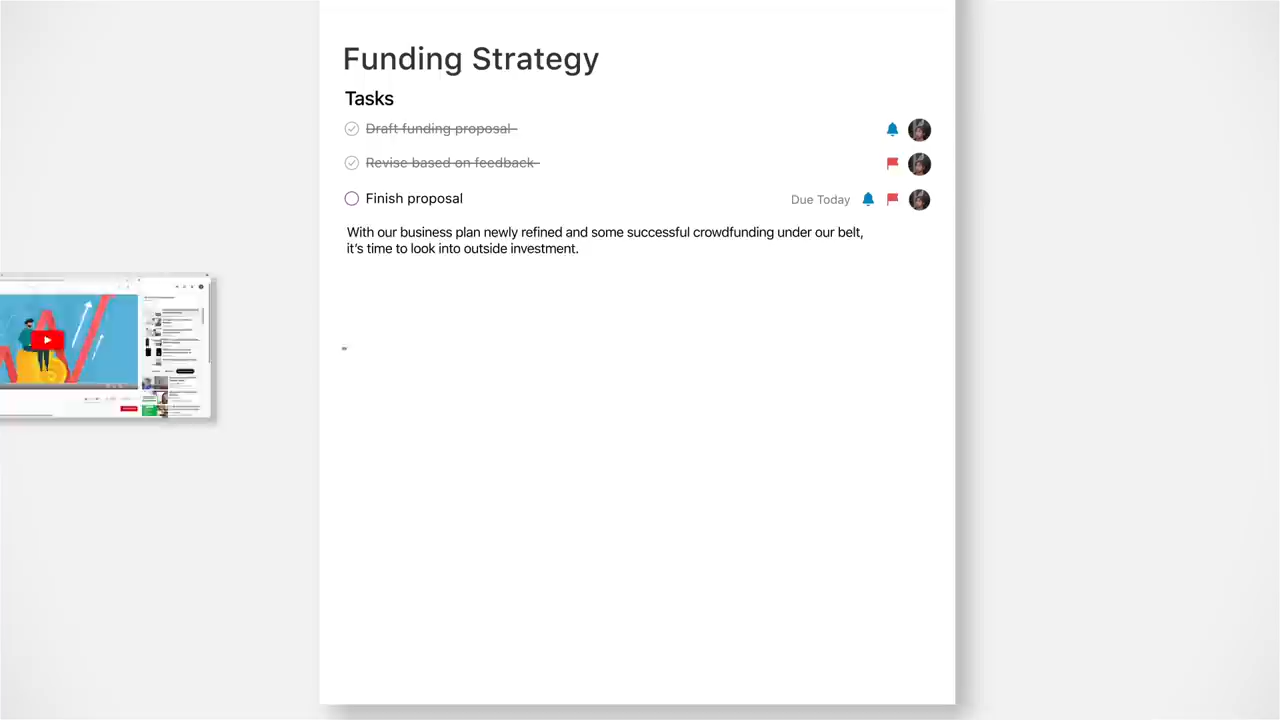 Funding Strategy
Tasks
Draft funding proposal
Revise based on feedback
Finish proposal
Due Today
With our business plan newly refined and some successful crowdfunding under our belt,
it's time to look into outside investment.